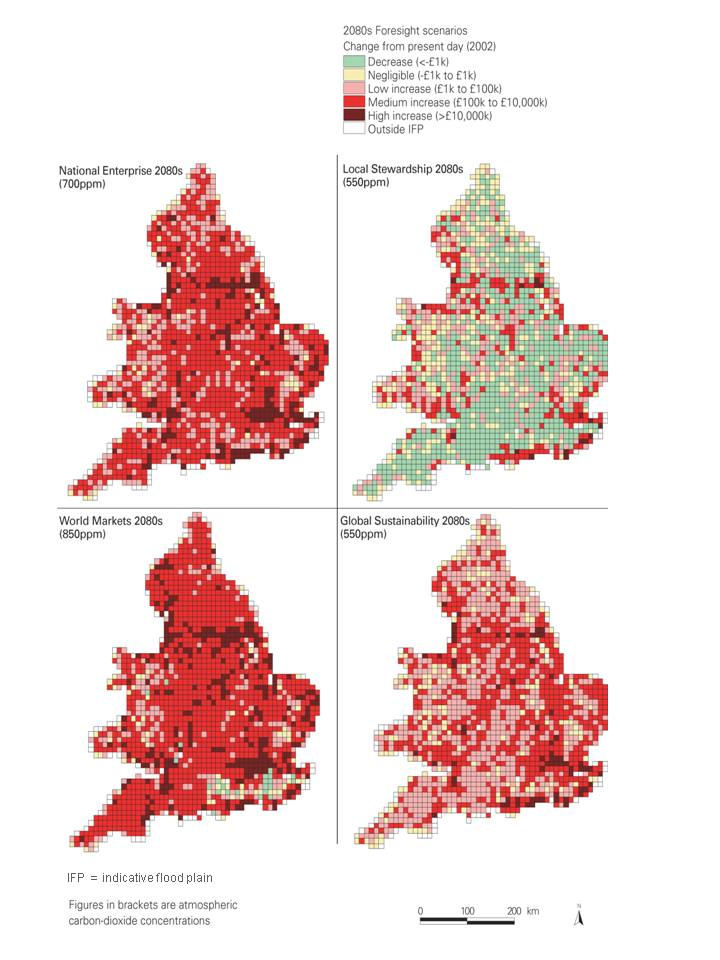 2080s Foresight scenarios
Change from present day (2002)
Decrease (<-£1k)
Negligible (-£1k to £1k)
Low increase (£1k to £100k)
Medium increase (£100k to £10,000k)
High increase (>£10,000k)
Outside IFP
National Enterprise 2080s
(700ppm)
Local Stewardship 2080s
(550ppm)
World Markets 2080s
(850ppm)
Global Sustainability 2080s
(550ppm)
IFP = indicative flood plain
Figures in brackets are atmospheric
carbon-dioxide concentrations
0 100 200 km
N